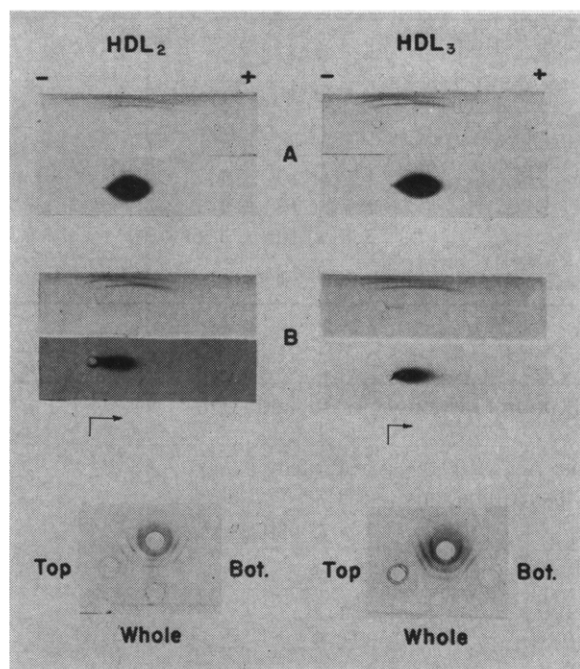 HDL₂ HDL₃
- + - +
A
B
Top Bot. Top Bot.
Whole Whole